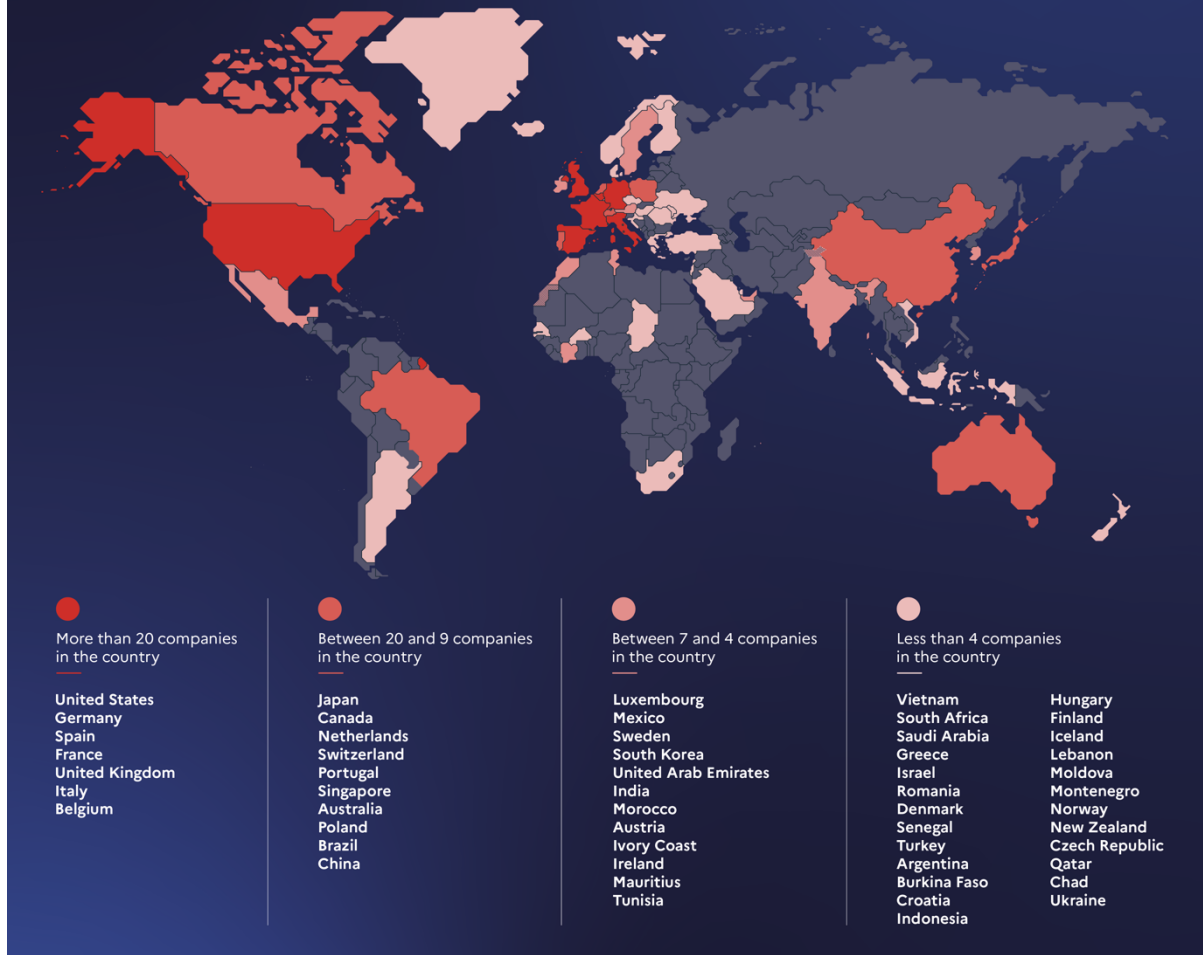 More than 20 companies
in the country
United States
Germany
Spain
France
United Kingdom
Italy
Belgium
Between 20 and 9 companies
in the country
Japan
Canada
Netherlands
Switzerland
Portugal
Singapore
Australia
Poland
Brazil
China
Between 7 and 4 companies
in the country
Luxembourg
Mexico
Sweden
South Korea
United Arab Emirates
India
Morocco
Austria
Ivory Coast
Ireland
Mauritius
Tunisia
Less than 4 companies
in the country
Vietnam
South Africa
Saudi Arabia
Greece
Israel
Romania
Denmark
Senegal
Turkey
Argentina
Burkina Faso
Croatia
Indonesia
Hungary
Finland
Iceland
Lebanon
Moldova
Montenegro
Norway
New Zealand
Czech Republic
Qatar
Chad
Ukraine